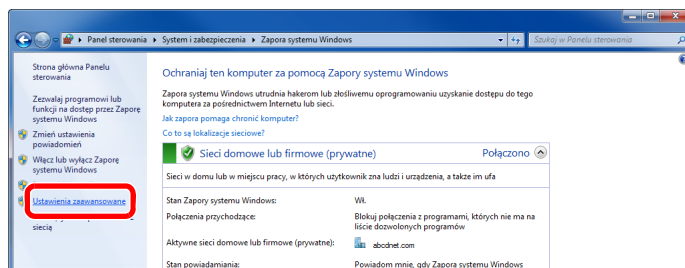 Panel sterowania ▸ System i zabezpieczenia ▸ Zapora systemu Windows
Szukaj w Panelu sterowania
Strona główna Panelu
sterowania
Zezwalaj programowi lub
funkcji na dostęp przez Zaporę
systemu Windows
Zmień ustawienia
powiadomień
Włącz lub wyłącz Zaporę
systemu Windows
Ustawienia zaawansowane
siecią
Ochraniaj ten komputer za pomocą Zapory systemu Windows
Zapora systemu Windows utrudnia hakerom lub złośliwemu oprogramowaniu uzyskanie dostępu do tego
komputera za pośrednictwem Internetu lub sieci.
Jak zapora pomaga chronić komputer?
Co to są lokalizacje sieciowe?
Sieci domowe lub firmowe (prywatne) Połączono
Sieci w domu lub w miejscu pracy, w których użytkownik zna ludzi i urządzenia, a także im ufa
Stan Zapory systemu Windows: Wł.
Połączenia przychodzące: Blokuj połączenia z programami, których nie ma na
liście dozwolonych programów
Aktywne sieci domowe lub firmowe (prywatne): abcdnet.com
Stan powiadamiania: Powiadom mnie, gdy Zapora systemu Windows